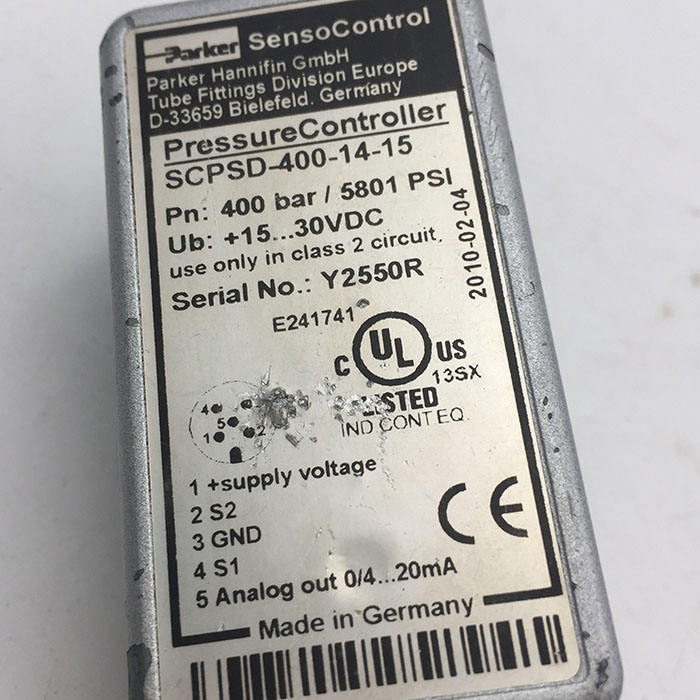 Parker SensoControl
Parker Hannifin GmbH
Tube Fittings Division Europe
D-33659 Bielefeld. Germany
PressureController
SCPSD-400-14-15
Pn: 400 bar / 5801 PSI
Ub: +15...30VDC
use only in class 2 circuit.
Serial No.: Y2550R
2010-02-04
E241741
C UL US
13SX
LISTED
IND CONT EQ
4
5
1 2
1 +supply voltage
2 S2
3 GND
4 S1
5 Analog out 0/4...20mA
CE
Made in Germany